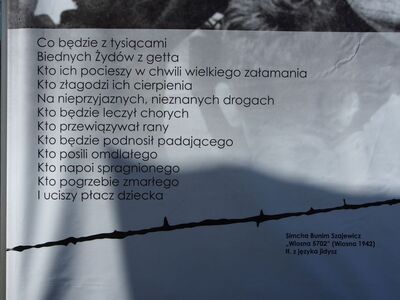 Co będzie z tysiącami
Biednych Żydów z getta
Kto ich pocieszy w chwili wielkiego załamania
Kto złagodzi ich cierpienia
Na nieprzyjaznych, nieznanych drogach
Kto będzie leczył chorych
Kto przewiązywał rany
Kto będzie podnosił padającego
Kto posili omdlałego
Kto napoi spragnionego
Kto pogrzebie zmarłego
I uciszy płacz dziecka
Simcha Bunim Szajewicz
„Wiosna 5702” (Wiosna 1942)
tł. z języka jidysz